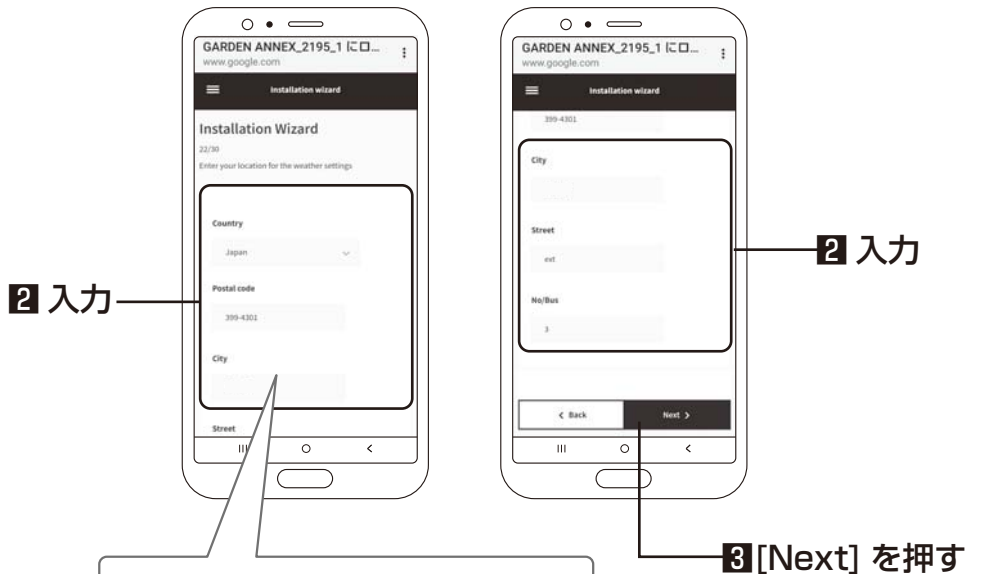 GARDEN ANNEX_2195_1 にロ...
www.google.com
Installation wizard
Installation Wizard
22/30
Enter your location for the weather settings
Country
Japan
Postal code
399-4301
City
Street
2 入力
GARDEN ANNEX_2195_1 にロ...
www.google.com
Installation wizard
399-4301
City
Street
ext
No/Bus
3
Back
Next
2 入力
3 [Next] を押す